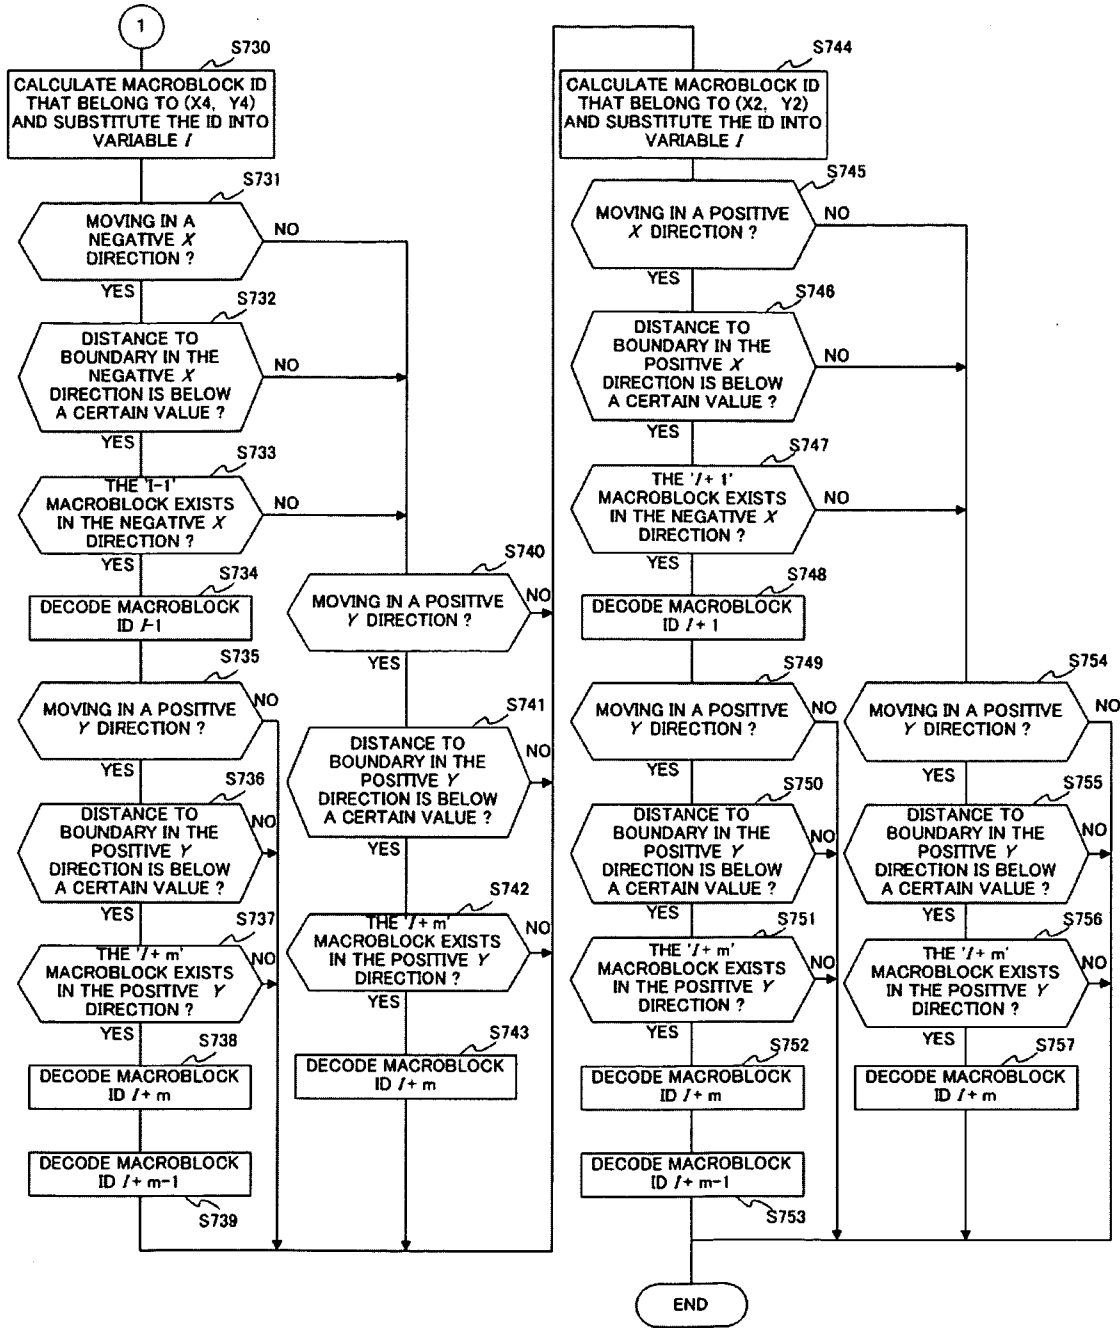 1
S730
CALCULATE MACROBLOCK ID
THAT BELONG TO (X4, Y4)
AND SUBSTITUTE THE ID INTO
VARIABLE I
S731
MOVING IN A
NEGATIVE X
DIRECTION ?
NO
YES
S732
DISTANCE TO
BOUNDARY IN THE
NEGATIVE X
DIRECTION IS BELOW
A CERTAIN VALUE ?
NO
YES
S733
THE 'I-1'
MACROBLOCK EXISTS
IN THE NEGATIVE X
DIRECTION ?
NO
YES
S734
DECODE MACROBLOCK
ID I-1
S735
MOVING IN A POSITIVE
Y DIRECTION ?
NO
YES
S736
DISTANCE TO
BOUNDARY IN THE
POSITIVE Y
DIRECTION IS BELOW
A CERTAIN VALUE ?
NO
YES
S737
THE 'I+ m'
MACROBLOCK EXISTS
IN THE POSITIVE Y
DIRECTION ?
NO
YES
S738
DECODE MACROBLOCK
ID I+ m
DECODE MACROBLOCK
ID I+ m-1
S739
S740
MOVING IN A POSITIVE
Y DIRECTION ?
NO
YES
S741
DISTANCE TO
BOUNDARY IN THE
POSITIVE Y
DIRECTION IS BELOW
A CERTAIN VALUE ?
NO
YES
S742
THE 'I+ m'
MACROBLOCK EXISTS
IN THE POSITIVE Y
DIRECTION ?
NO
YES
S743
DECODE MACROBLOCK
ID I+ m
S744
CALCULATE MACROBLOCK ID
THAT BELONG TO (X2, Y2)
AND SUBSTITUTE THE ID INTO
VARIABLE I
S745
MOVING IN A POSITIVE
X DIRECTION ?
NO
YES
S746
DISTANCE TO
BOUNDARY IN THE
POSITIVE X
DIRECTION IS BELOW
A CERTAIN VALUE ?
NO
YES
S747
THE 'I+ 1'
MACROBLOCK EXISTS
IN THE NEGATIVE X
DIRECTION ?
NO
YES
S748
DECODE MACROBLOCK
ID I+ 1
S749
MOVING IN A POSITIVE
Y DIRECTION ?
NO
YES
S750
DISTANCE TO
BOUNDARY IN THE
POSITIVE Y
DIRECTION IS BELOW
A CERTAIN VALUE ?
NO
YES
S751
THE 'I+ m'
MACROBLOCK EXISTS
IN THE POSITIVE Y
DIRECTION ?
NO
YES
S752
DECODE MACROBLOCK
ID I+ m
DECODE MACROBLOCK
ID I+ m-1
S753
S754
MOVING IN A POSITIVE
Y DIRECTION ?
NO
YES
S755
DISTANCE TO
BOUNDARY IN THE
POSITIVE Y
DIRECTION IS BELOW
A CERTAIN VALUE ?
NO
YES
S756
THE 'I+ m'
MACROBLOCK EXISTS
IN THE POSITIVE Y
DIRECTION ?
NO
YES
S757
DECODE MACROBLOCK
ID I+ m
END